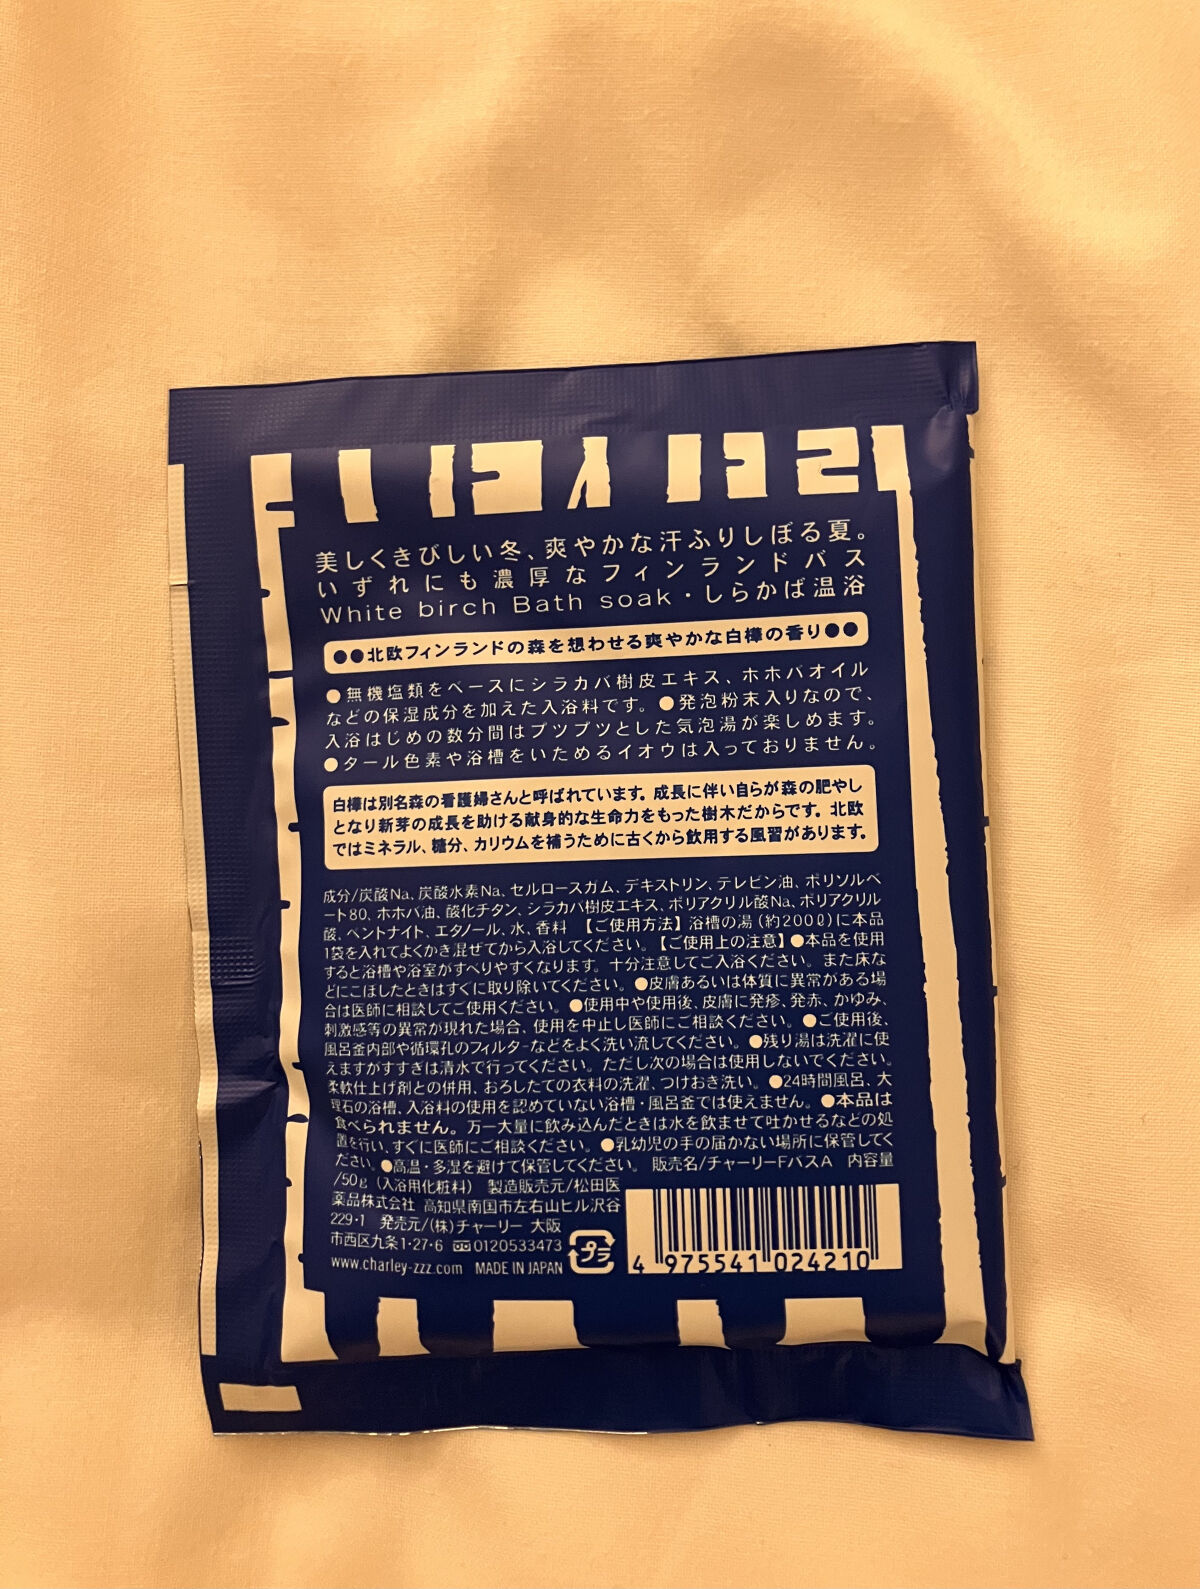 美しくきびしい冬、爽やかな汗ふりしぼる夏。
いずれにも濃厚なフィンランドバス
White birch Bath soak・しらかば温浴
●●北欧フィンランドの森を想わせる爽やかな白樺の香り●●
●無機塩類をベースにシラカバ樹皮エキス、ホホバオイル
などの保湿成分を加えた入浴料です。●発泡粉末入りなので、
入浴はじめの数分間はブツブツとした気泡湯が楽しめます。
●タール色素や浴槽をいためるイオウは入っておりません。
白樺は別名森の看護婦さんと呼ばれています。成長に伴い自らが森の肥やし
となり新芽の成長を助ける献身的な生命力をもった樹木だからです。北欧
ではミネラル、糖分、カリウムを補うために古くから飲用する風習があります。
成分/炭酸Na、炭酸水素Na、セルロースガム、デキストリン、テレビン油、ポリソルベ
ート80、ホホバ油、酸化チタン、シラカバ樹皮エキス、ポリアクリル酸Na、ポリアクリル
酸、ベントナイト、エタノール、水、香料 【ご使用方法】浴槽の湯(約200ℓ)に本品
1袋を入れてよくかき混ぜてから入浴してください。【ご使用上の注意】●本品を使用
すると浴槽や浴室がすべりやすくなります。十分注意してご入浴ください。また床な
どにこぼしたときはすぐに取り除いてください。●皮膚あるいは体質に異常がある場
合は医師に相談してご使用ください。●使用中や使用後、皮膚に発疹、発赤、かゆみ、
刺激感等の異常が現れた場合、使用を中止し医師にご相談ください。●ご使用後、
風呂釜内部や循環孔のフィルターなどをよく洗い流してください。●残り湯は洗濯に使
えますがすすぎは清水で行ってください。ただし次の場合は使用しないでください。
柔軟仕上げ剤との併用、おろしたての衣料の洗濯、つけおき洗い。●24時間風呂、大
理石の浴槽、入浴料の使用を認めていない浴槽・風呂釜では使えません。●本品は
食べられません。万一大量に飲み込んだときは水を飲ませて吐かせるなどの処
置を行い、すぐに医師にご相談ください。●乳幼児の手の届かない場所に保管してく
ださい。●高温・多湿を避けて保管してください。 販売名/チャーリーFバスA 内容量
/50g (入浴用化粧料) 製造販売元/松田医
薬品株式会社 高知県南国市左右山ヒル沢谷
229・1 発売元/(株)チャーリー 大阪
市西区九条1・27・6 0120533473
www.charley-zzz.com MADE IN JAPAN
プラ
4 975541 024210